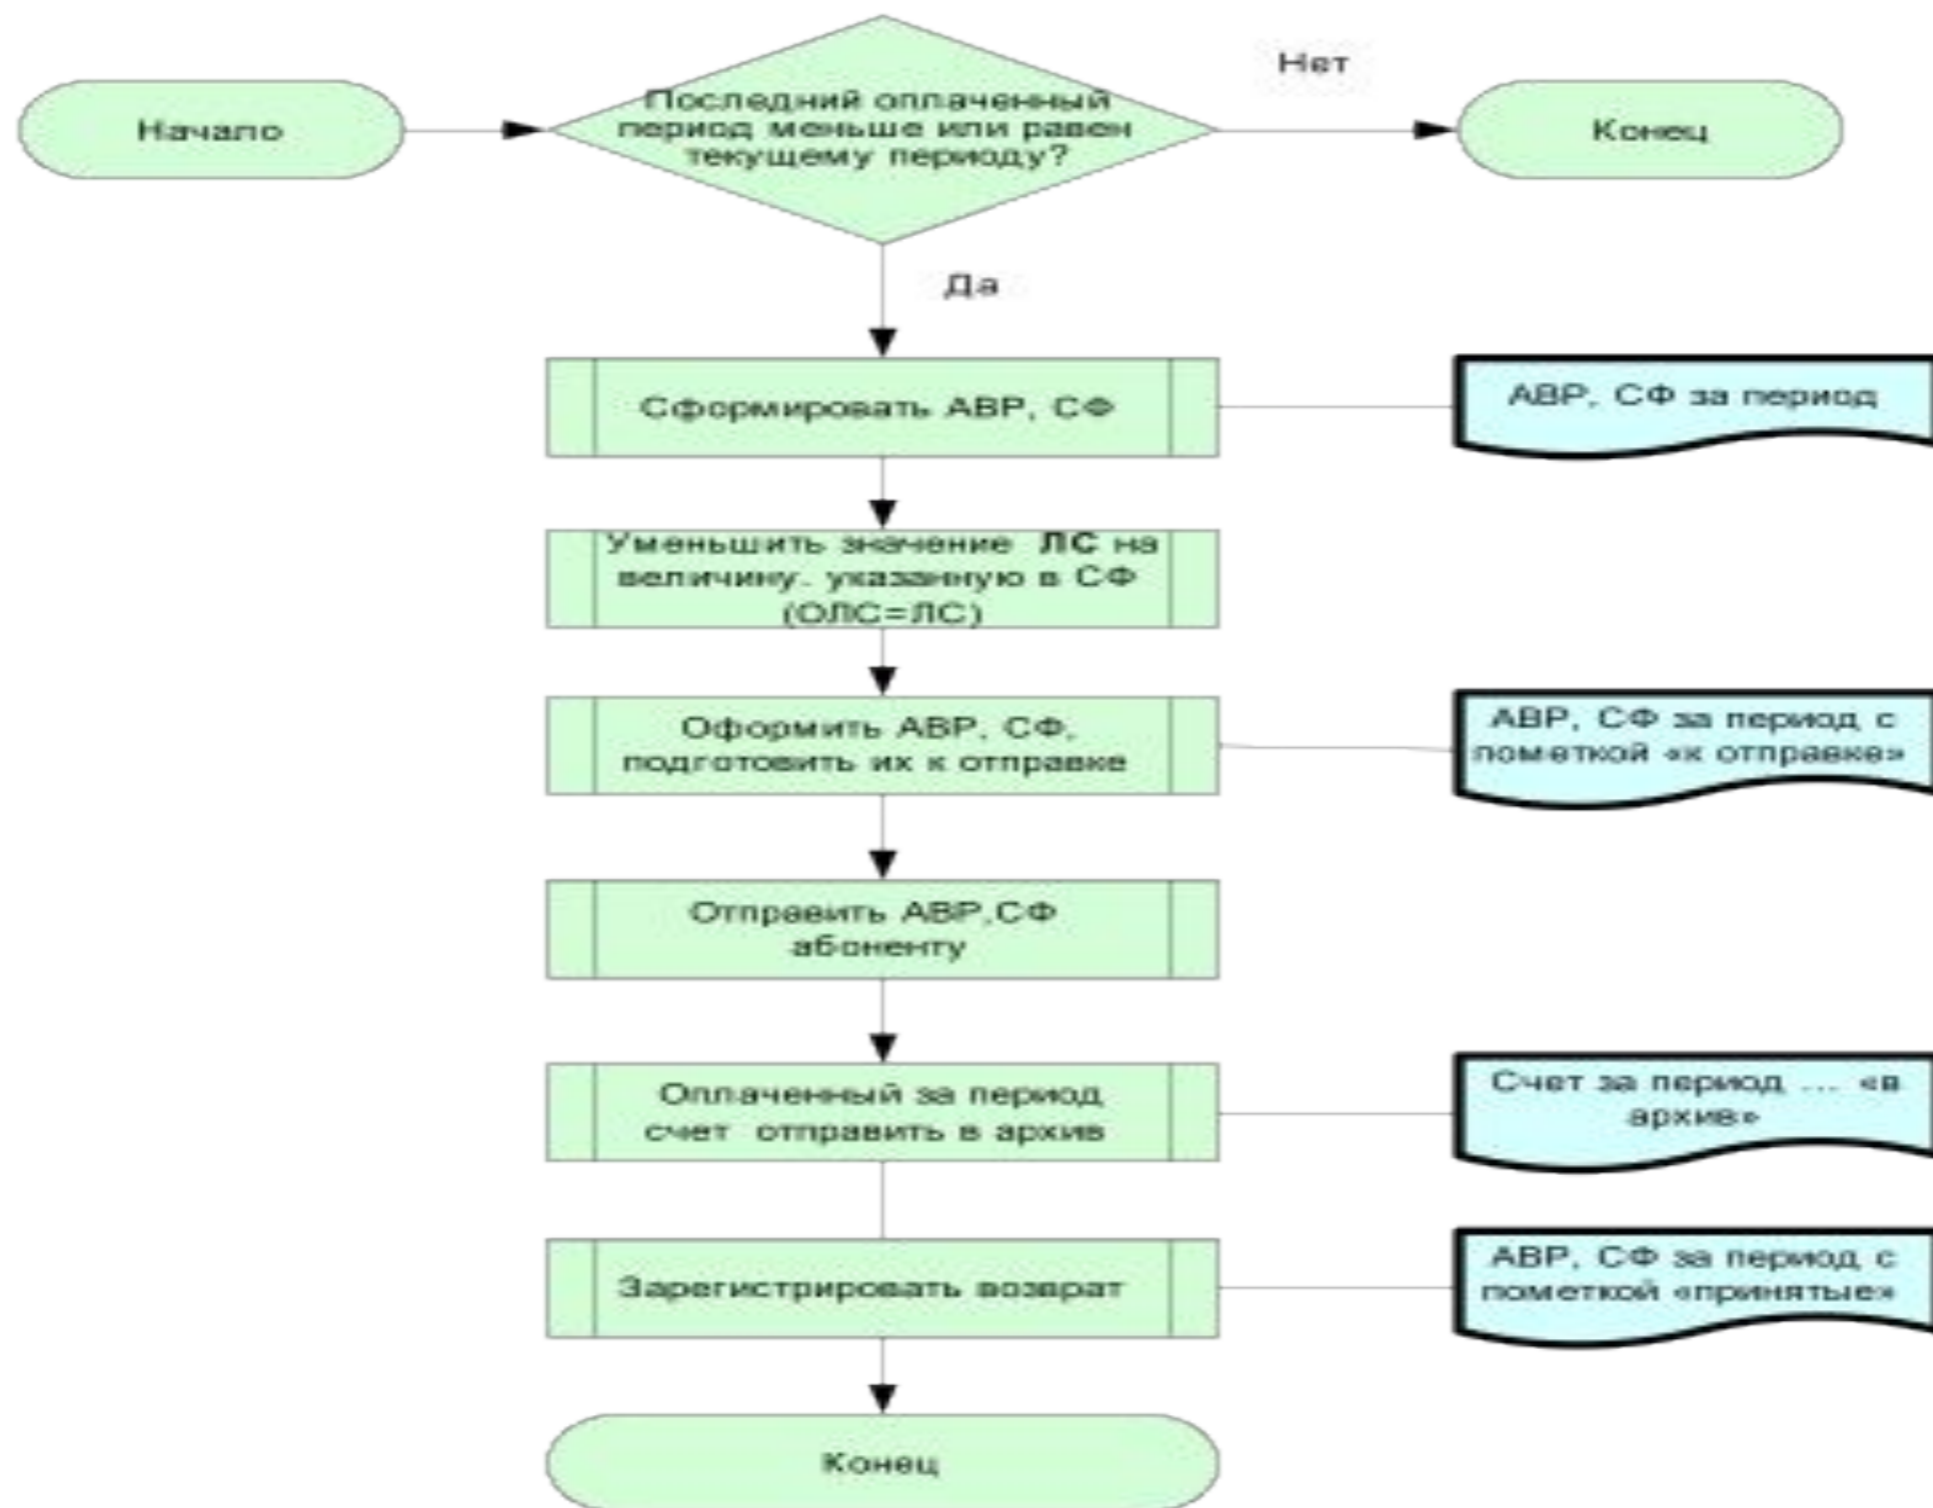 Начало
Последний оплаченный
период меньше или равен
текущему периоду?
Нет
Конец
Да
Сформировать АВР, СФ
АВР, СФ за период
Уменьшить значение ЛС на
величину, указанную в СФ
(ОЛС=ЛС)
Оформить АВР, СФ,
подготовить их к отправке
АВР, СФ за период с
пометкой «к отправке»
Отправить АВР,СФ
абоненту
Оплаченный за период
счет отправить в архив
Счет за период ... «в
архив»
Зарегистрировать возврат
АВР, СФ за период с
пометкой «принятые»
Конец